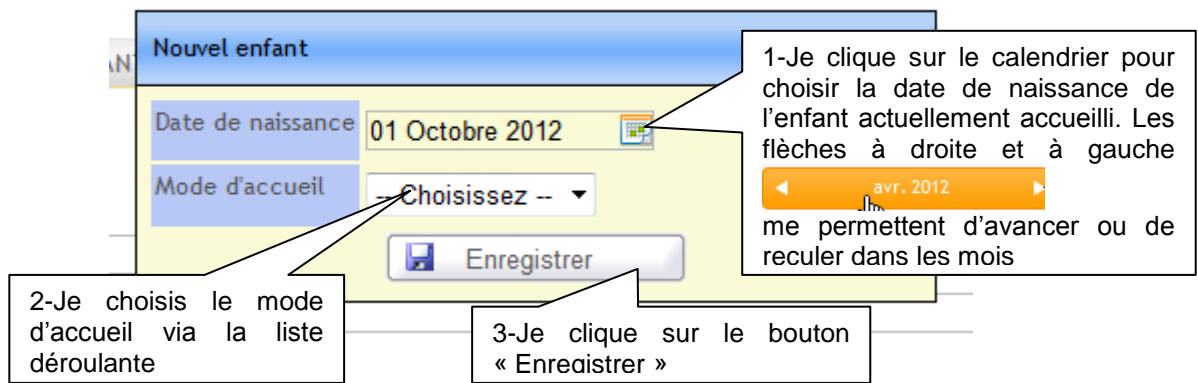 Nouvel enfant
Date de naissance
01 Octobre 2012
Mode d'accueil
-- Choisissez --
Enregistrer
1-Je clique sur le calendrier pour
choisir la date de naissance de
l'enfant actuellement accueilli. Les
flèches à droite et à gauche
avr. 2012
me permettent d'avancer ou de
reculer dans les mois
2-Je choisis le mode
d'accueil via la liste
déroulante
3-Je clique sur le bouton
« Enregistrer »